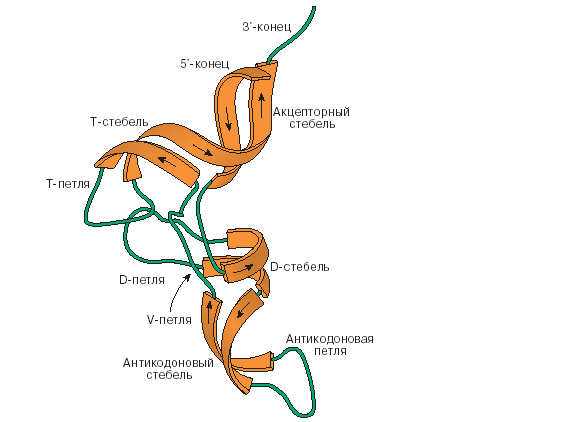 3'-конец
5'-конец
Акцепторный
стебель
Т-стебель
Т-петля
D-стебель
D-петля
V-петля
Антикодоновая
петля
Антикодоновый
стебель